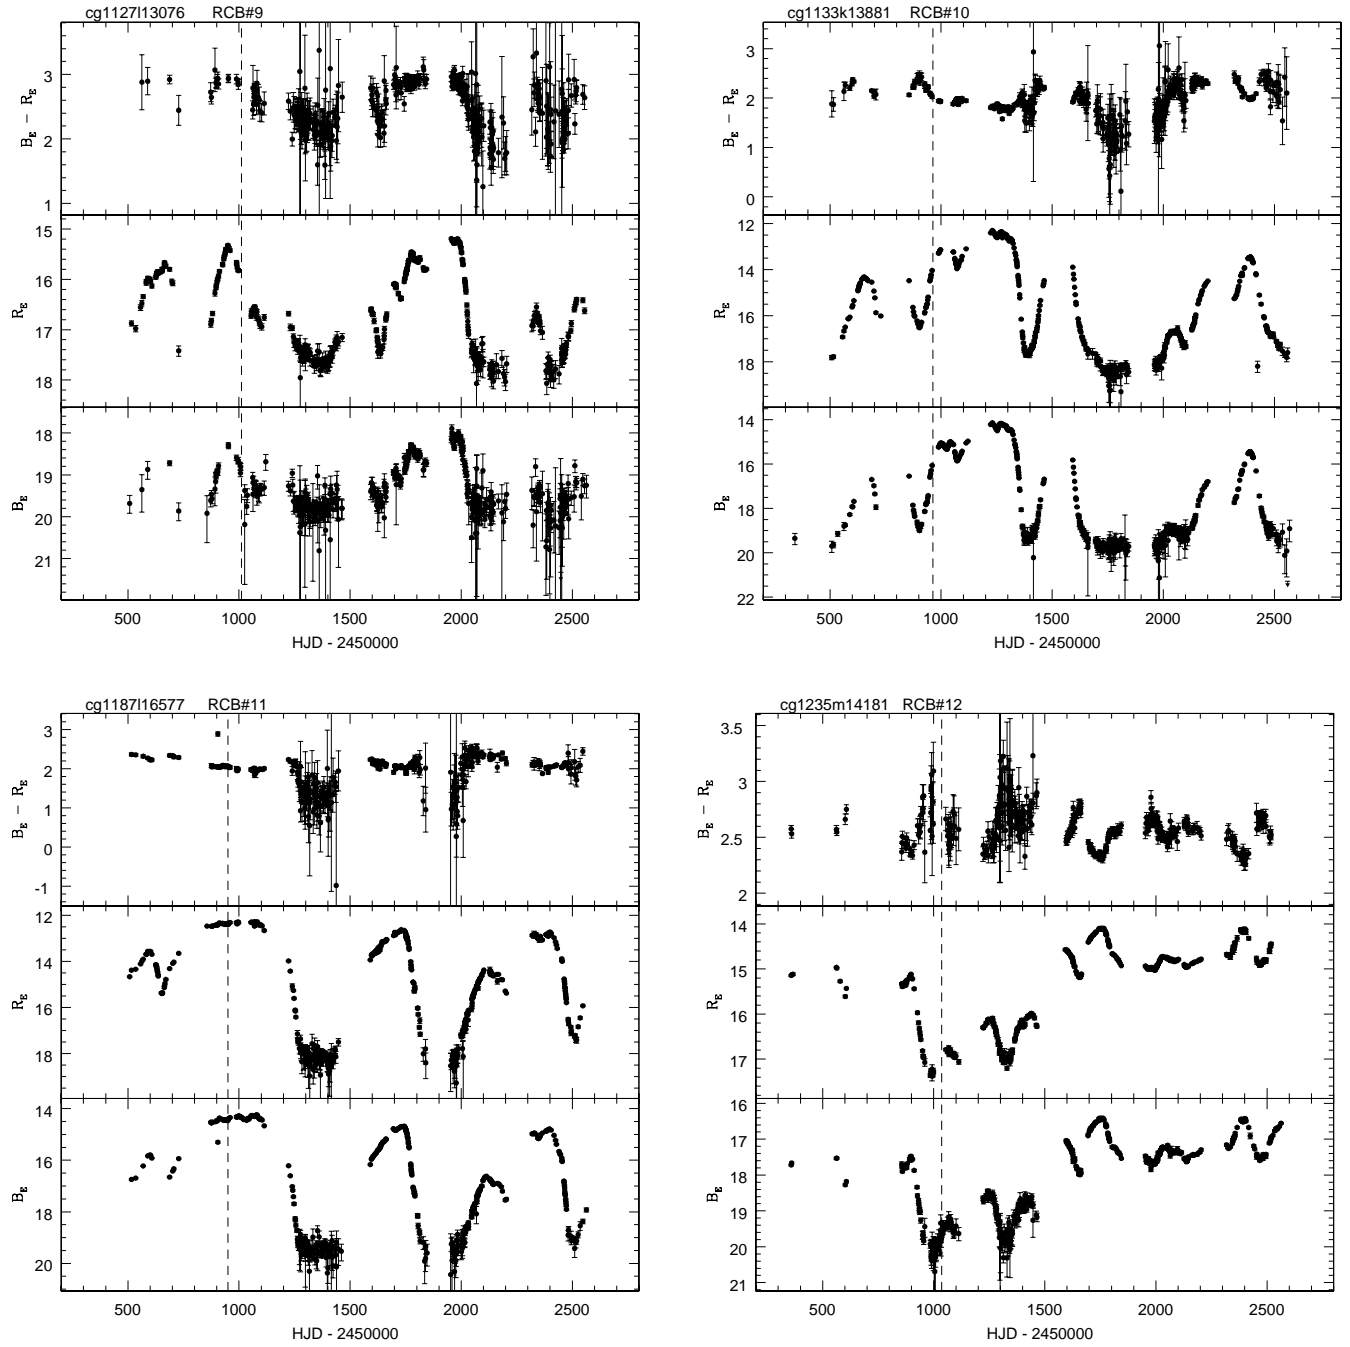 cg1127l13076 RCB#9
3
2
1
B_E − R_E
15
16
17
18
R_E
18
19
20
21
B_E
500 1000 1500 2000 2500
HJD - 2450000
cg1133k13881 RCB#10
3
2
1
0
B_E − R_E
12
14
16
18
R_E
14
16
18
20
22
B_E
500 1000 1500 2000 2500
HJD - 2450000
cg1187l16577 RCB#11
3
2
1
0
-1
B_E − R_E
12
14
16
18
R_E
14
16
18
20
B_E
500 1000 1500 2000 2500
HJD - 2450000
cg1235m14181 RCB#12
3.5
3
2.5
2
B_E − R_E
14
15
16
17
R_E
16
17
18
19
20
21
B_E
500 1000 1500 2000 2500
HJD - 2450000